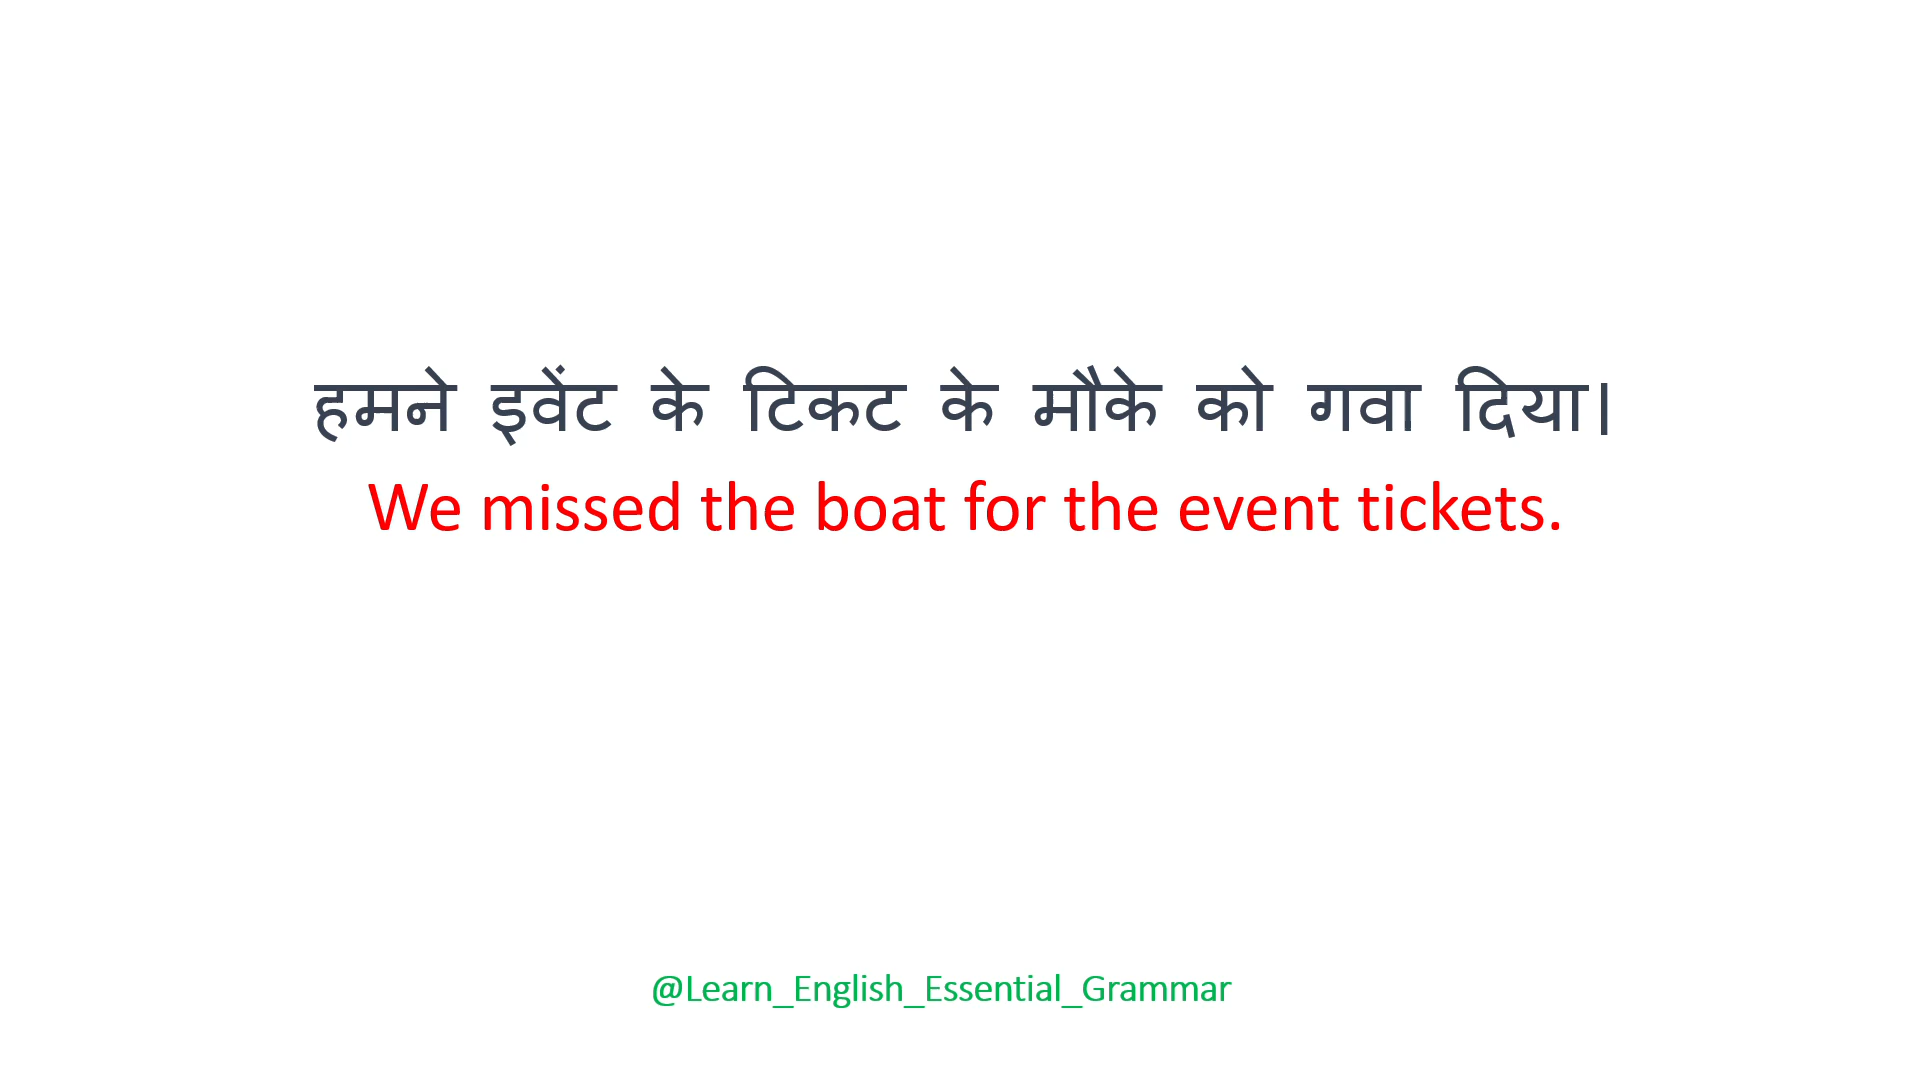 हमने इवेंट के टिकट के मौके को गवा दिया।
We missed the boat for the event tickets.
@Learn_English_Essential_Grammar